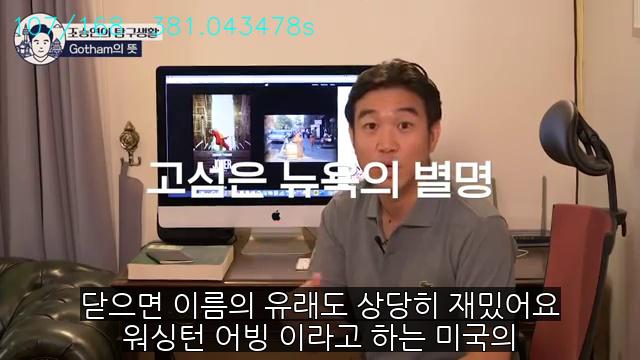 107/168, 381.043478s
조승연의 탐구생활
Gotham의 뜻
JOKER
고섬은 뉴욕의 별명
닫으면 이름의 유래도 상당히 재밌어요
워싱턴 어빙 이라고 하는 미국의